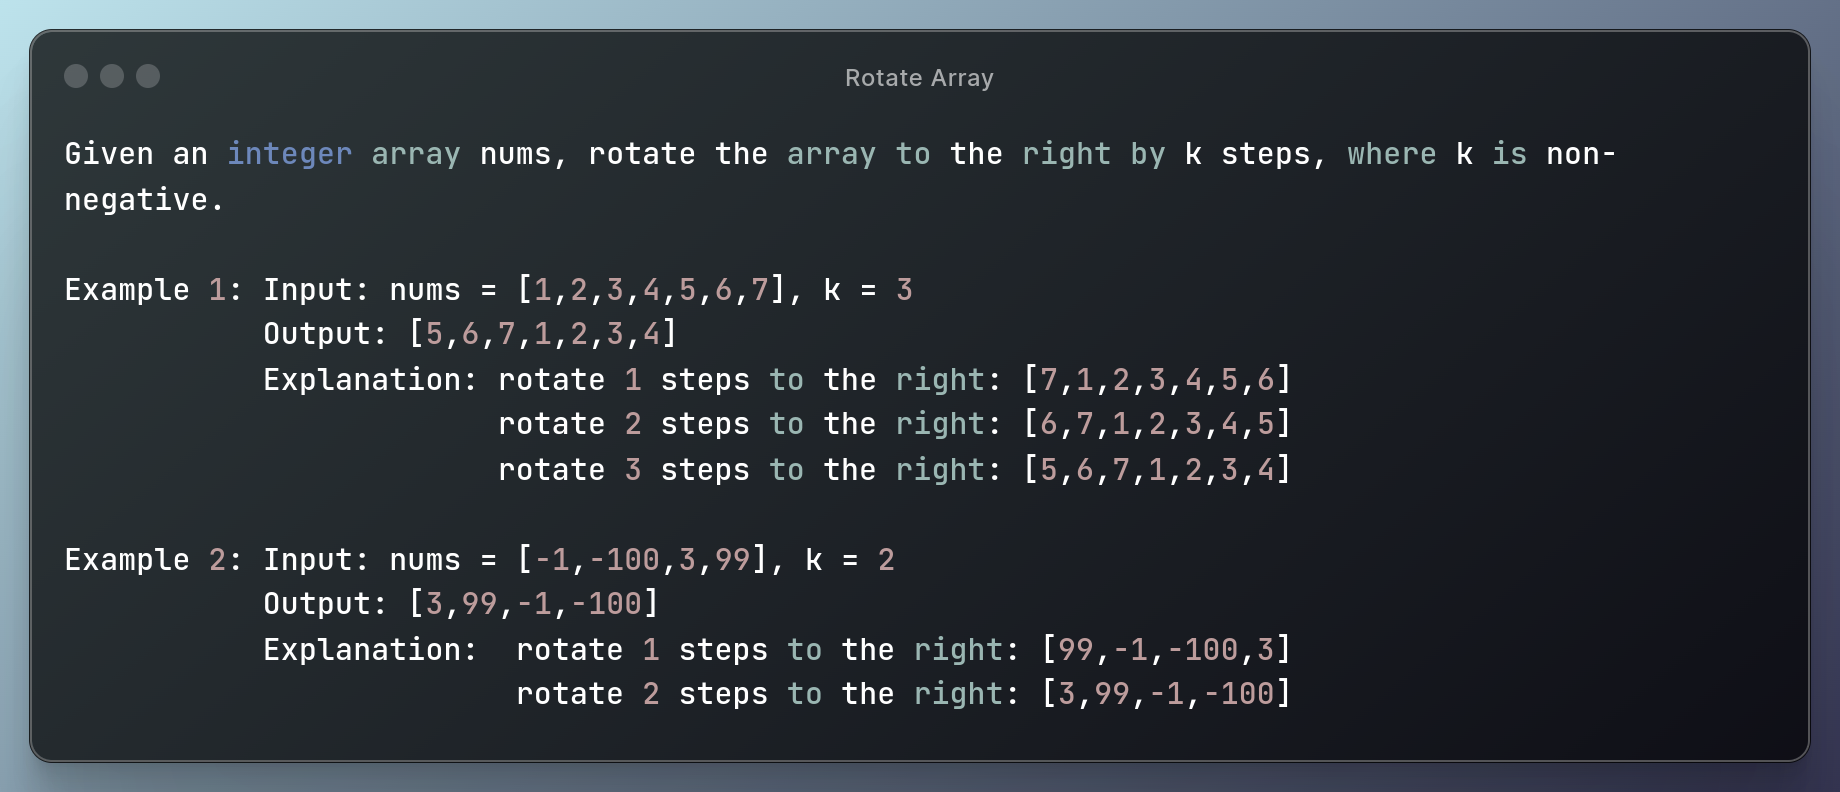 Rotate Array
Given an integer array nums, rotate the array to the right by k steps, where k is non-
negative.
Example 1: Input: nums = [1,2,3,4,5,6,7], k = 3
Output: [5,6,7,1,2,3,4]
Explanation: rotate 1 steps to the right: [7,1,2,3,4,5,6]
rotate 2 steps to the right: [6,7,1,2,3,4,5]
rotate 3 steps to the right: [5,6,7,1,2,3,4]
Example 2: Input: nums = [-1,-100,3,99], k = 2
Output: [3,99,-1,-100]
Explanation:  rotate 1 steps to the right: [99,-1,-100,3]
rotate 2 steps to the right: [3,99,-1,-100]